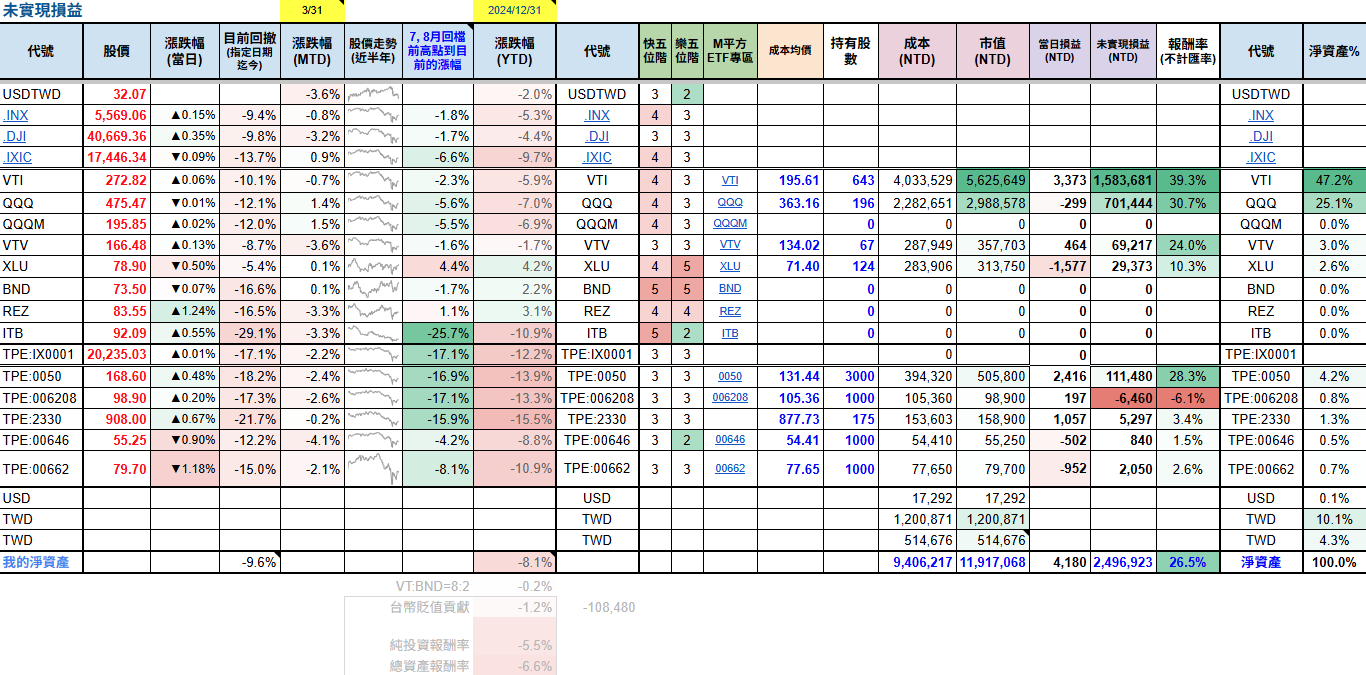 未實現損益 3/31 2024/12/31
代號 股價 漲跌幅 (當日) 目前回撤 (指定日期 迄今) 漲跌幅 (MTD) 股價走勢 (近半年) 7, 8月回檔 前高點到目 前的漲幅 漲跌幅 (YTD) 代號 快五 位階 樂五 位階 M平方 ETF專區 成本均價 持有股 數 成本 (NTD) 市值 (NTD) 當日損益 (NTD) 未實現損益 (NTD) 報酬率 (不計匯率) 代號 淨資產%
USDTWD 32.07 -3.6% -2.0% USDTWD 3 2 USDTWD
.INX 5,569.06 ▲0.15% -9.4% -0.8% -1.8% -5.3% .INX 4 3 .INX
.DJI 40,669.36 ▲0.35% -9.8% -3.2% -1.7% -4.4% .DJI 3 3 .DJI
.IXIC 17,446.34 ▼0.09% -13.7% 0.9% -6.6% -9.7% .IXIC 4 3 .IXIC
VTI 272.82 ▲0.06% -10.1% -0.7% -2.3% -5.9% VTI 4 3 VTI 195.61 643 4,033,529 5,625,649 3,373 1,583,681 39.3% VTI 47.2%
QQQ 475.47 ▼0.01% -12.1% 1.4% -5.6% -7.0% QQQ 4 3 QQQ 363.16 196 2,282,651 2,988,578 -299 701,444 30.7% QQQ 25.1%
QQQM 195.85 ▲0.02% -12.0% 1.5% -5.5% -6.9% QQQM 4 3 QQQM 0 0 0 0 0 QQQM 0.0%
VTV 166.48 ▲0.13% -8.7% -3.6% -1.6% -1.7% VTV 3 3 VTV 134.02 67 287,949 357,703 464 69,217 24.0% VTV 3.0%
XLU 78.90 ▼0.50% -5.4% 0.1% 4.4% 4.2% XLU 4 5 XLU 71.40 124 283,906 313,750 -1,577 29,373 10.3% XLU 2.6%
BND 73.50 ▼0.07% -16.6% 0.1% -1.7% 2.2% BND 5 5 BND 0 0 0 0 0 BND 0.0%
REZ 83.55 ▲1.24% -16.5% -3.3% 1.1% 3.1% REZ 4 4 REZ 0 0 0 0 0 REZ 0.0%
ITB 92.09 ▲0.55% -29.1% -3.3% -25.7% -10.9% ITB 5 2 ITB 0 0 0 0 0 ITB 0.0%
TPE:IX0001 20,235.03 ▲0.01% -17.1% -2.2% -17.1% -12.2% TPE:IX0001 3 3 0 0 TPE:IX0001
TPE:0050 168.60 ▲0.48% -18.2% -2.4% -16.9% -13.9% TPE:0050 3 3 0050 131.44 3000 394,320 505,800 2,416 111,480 28.3% TPE:0050 4.2%
TPE:006208 98.90 ▲0.20% -17.3% -2.6% -17.1% -13.3% TPE:006208 3 3 006208 105.36 1000 105,360 98,900 197 -6,460 -6.1% TPE:006208 0.8%
TPE:2330 908.00 ▲0.67% -21.7% -0.2% -15.9% -15.5% TPE:2330 3 3 877.73 175 153,603 158,900 1,057 5,297 3.4% TPE:2330 1.3%
TPE:00646 55.25 ▼0.90% -12.2% -4.1% -4.2% -8.8% TPE:00646 3 2 00646 54.41 1000 54,410 55,250 -502 840 1.5% TPE:00646 0.5%
TPE:00662 79.70 ▼1.18% -15.0% -2.1% -8.1% -10.9% TPE:00662 3 3 00662 77.65 1000 77,650 79,700 -952 2,050 2.6% TPE:00662 0.7%
USD USD 17,292 17,292 USD 0.1%
TWD TWD 1,200,871 1,200,871 TWD 10.1%
TWD TWD 514,676 514,676 TWD 4.3%
我的淨資產 -9.6% -8.1% 9,406,217 11,917,068 4,180 2,496,923 26.5% 淨資產 100.0%
VT:BND=8:2 -0.2%
台幣貶值貢獻 -1.2% -108,480
純投資報酬率 -5.5%
總資產報酬率 -6.6%